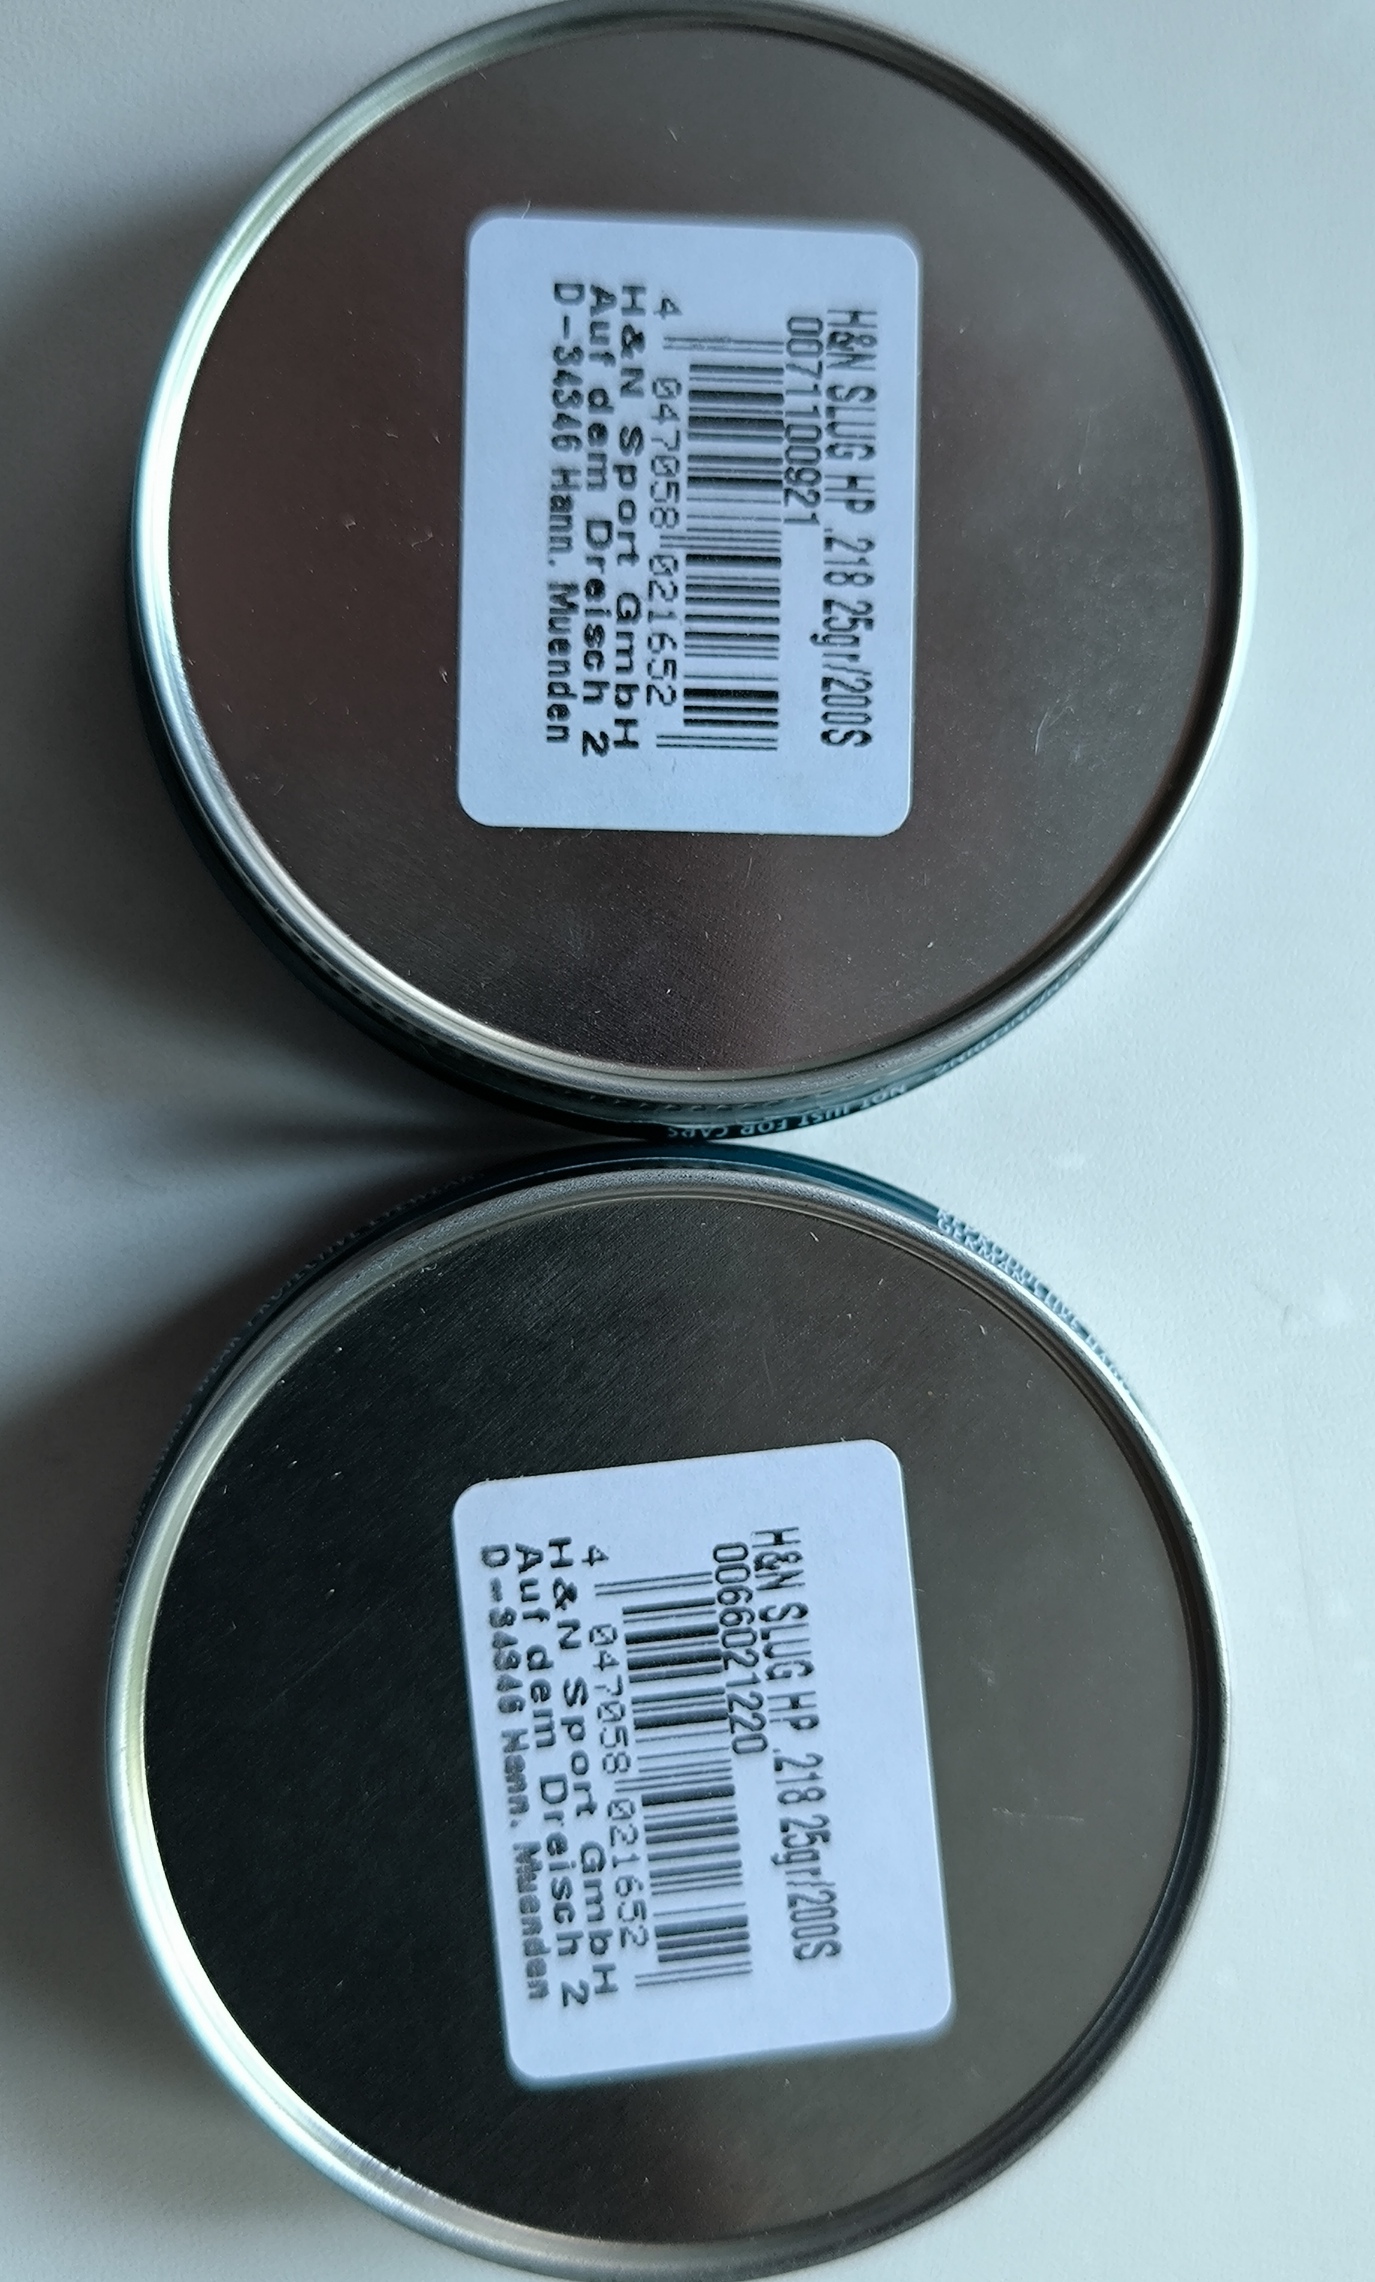 H&N SLUG HP .218 25gr/200S
0071100921
4 047058 021652
H&N Sport GmbH
Auf dem Dreisch 2
D-34346 Hann. Muenden
NOT JUST FOR CARS
H&N SLUG HP .218 25gr/200S
0066021220
4 047058 021652
H&N Sport GmbH
Auf dem Dreisch 2
D-34346 Hann. Muenden